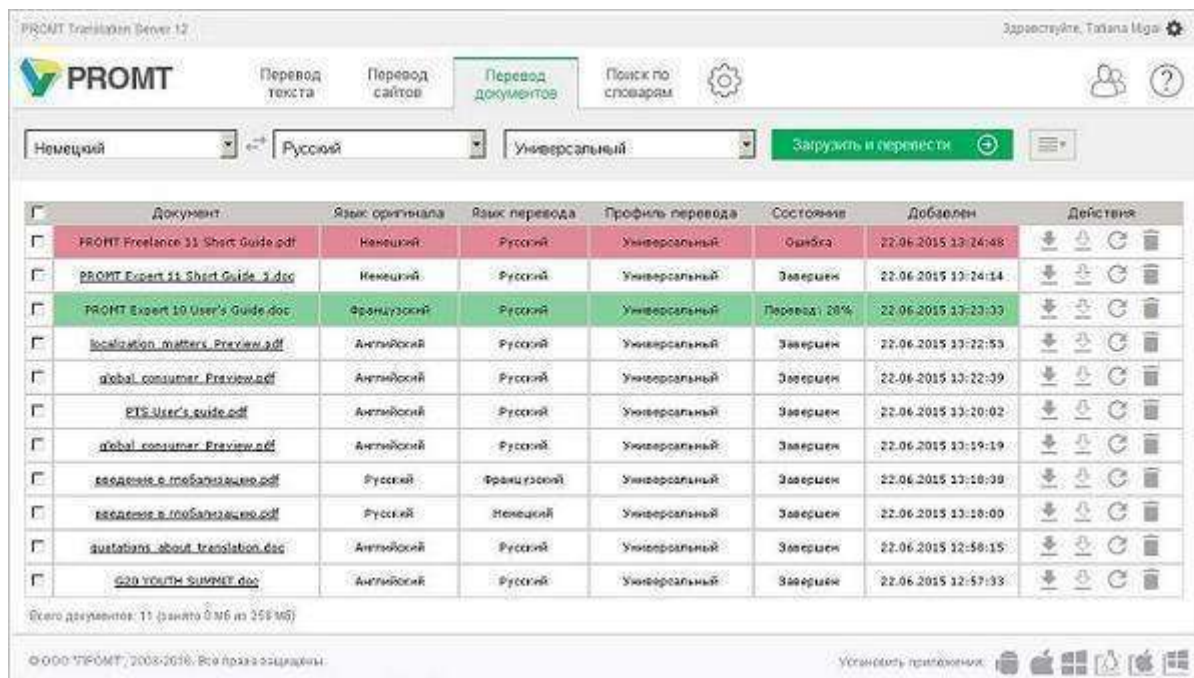 PROMT Translation Server 12
Здравствуйте, Tatiana Migai
PROMT
Перевод текста
Перевод сайтов
Перевод документов
Поиск по словарям
Немецкий
Русский
Универсальный
Загрузить и перевести
Документ Язык оригинала Язык перевода Профиль перевода Состояние Добавлен Действия
PROMT Freelance 11 Short Guide.pdf Немецкий Русский Универсальный Ошибка 22.06.2015 13:24:48
PROMT Expert 11 Short Guide_1.doc Немецкий Русский Универсальный Завершен 22.06.2015 13:24:14
PROMT Expert 10 User's Guide.doc Французский Русский Универсальный Перевод: 28% 22.06.2015 13:23:33
localization_matters_Preview.pdf Английский Русский Универсальный Завершен 22.06.2015 13:22:53
global_consumer_Preview.pdf Английский Русский Универсальный Завершен 22.06.2015 13:22:39
PTS User's guide.pdf Английский Русский Универсальный Завершен 22.06.2015 13:20:02
global_consumer_Preview.pdf Английский Русский Универсальный Завершен 22.06.2015 13:19:19
введение в глобализацию.pdf Русский Французский Универсальный Завершен 22.06.2015 13:18:38
введение в глобализацию.pdf Русский Немецкий Универсальный Завершен 22.06.2015 13:18:00
quotations_about_translation.doc Английский Русский Универсальный Завершен 22.06.2015 12:58:15
G20 YOUTH SUMMIT.doc Английский Русский Универсальный Завершен 22.06.2015 12:57:33
Всего документов: 11 (занято 0 Мб из 258 Мб)
© ООО "ПРОМТ", 2003-2016. Все права защищены.
Установить приложения: